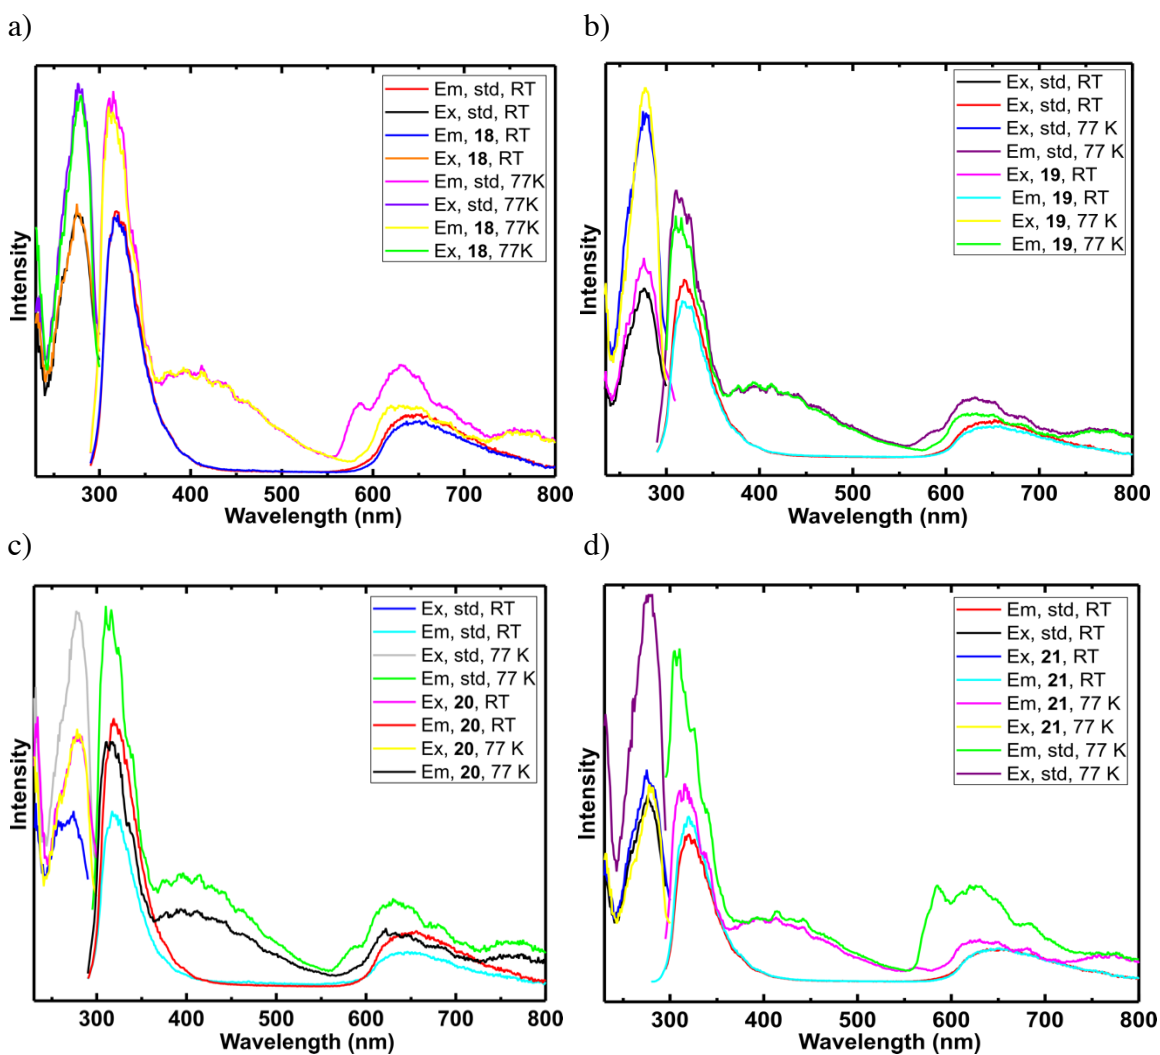 a)
Intensity
Em, std, RT
Ex, std, RT
Em, 18, RT
Ex, 18, RT
Em, std, 77K
Ex, std, 77K
Em, 18, 77K
Ex, 18, 77K
300 400 500 600 700 800
Wavelength (nm)
b)
Intensity
Ex, std, RT
Ex, std, RT
Ex, std, 77 K
Em, std, 77 K
Ex, 19, RT
Em, 19, RT
Ex, 19, 77 K
Em, 19, 77 K
300 400 500 600 700 800
Wavelength (nm)
c)
Intensity
Ex, std, RT
Em, std, RT
Ex, std, 77 K
Em, std, 77 K
Ex, 20, RT
Em, 20, RT
Ex, 20, 77 K
Em, 20, 77 K
300 400 500 600 700 800
Wavelength (nm)
d)
Intensity
Em, std, RT
Ex, std, RT
Ex, 21, RT
Em, 21, RT
Em, 21, 77 K
Ex, 21, 77 K
Em, std, 77 K
Ex, std, 77 K
300 400 500 600 700 800
Wavelength (nm)